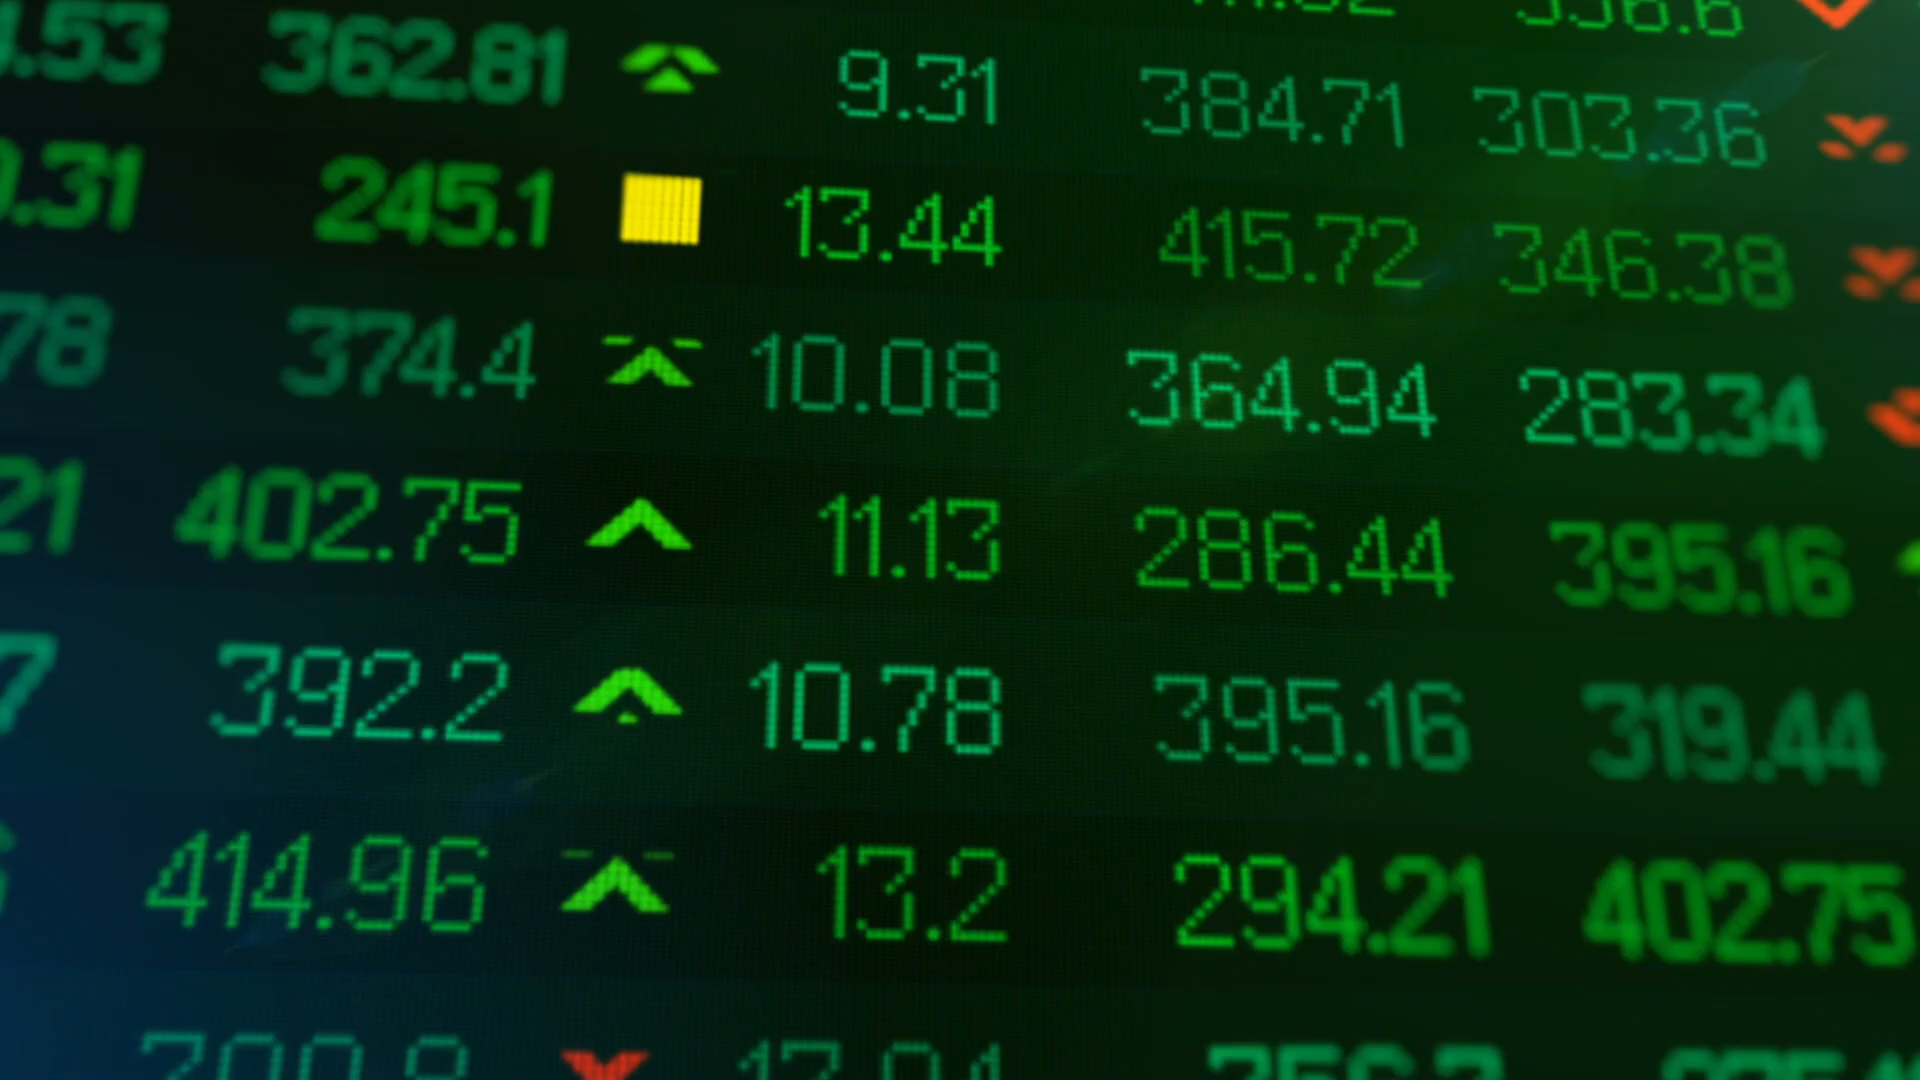 362.81 9.31 384.71 303.36
245.1 13.44 415.72 346.38
78 374.4 10.08 364.94 283.34
21 402.75 11.13 286.44 395.16
7 392.2 10.78 395.16 319.44
414.96 13.2 294.21 402.75